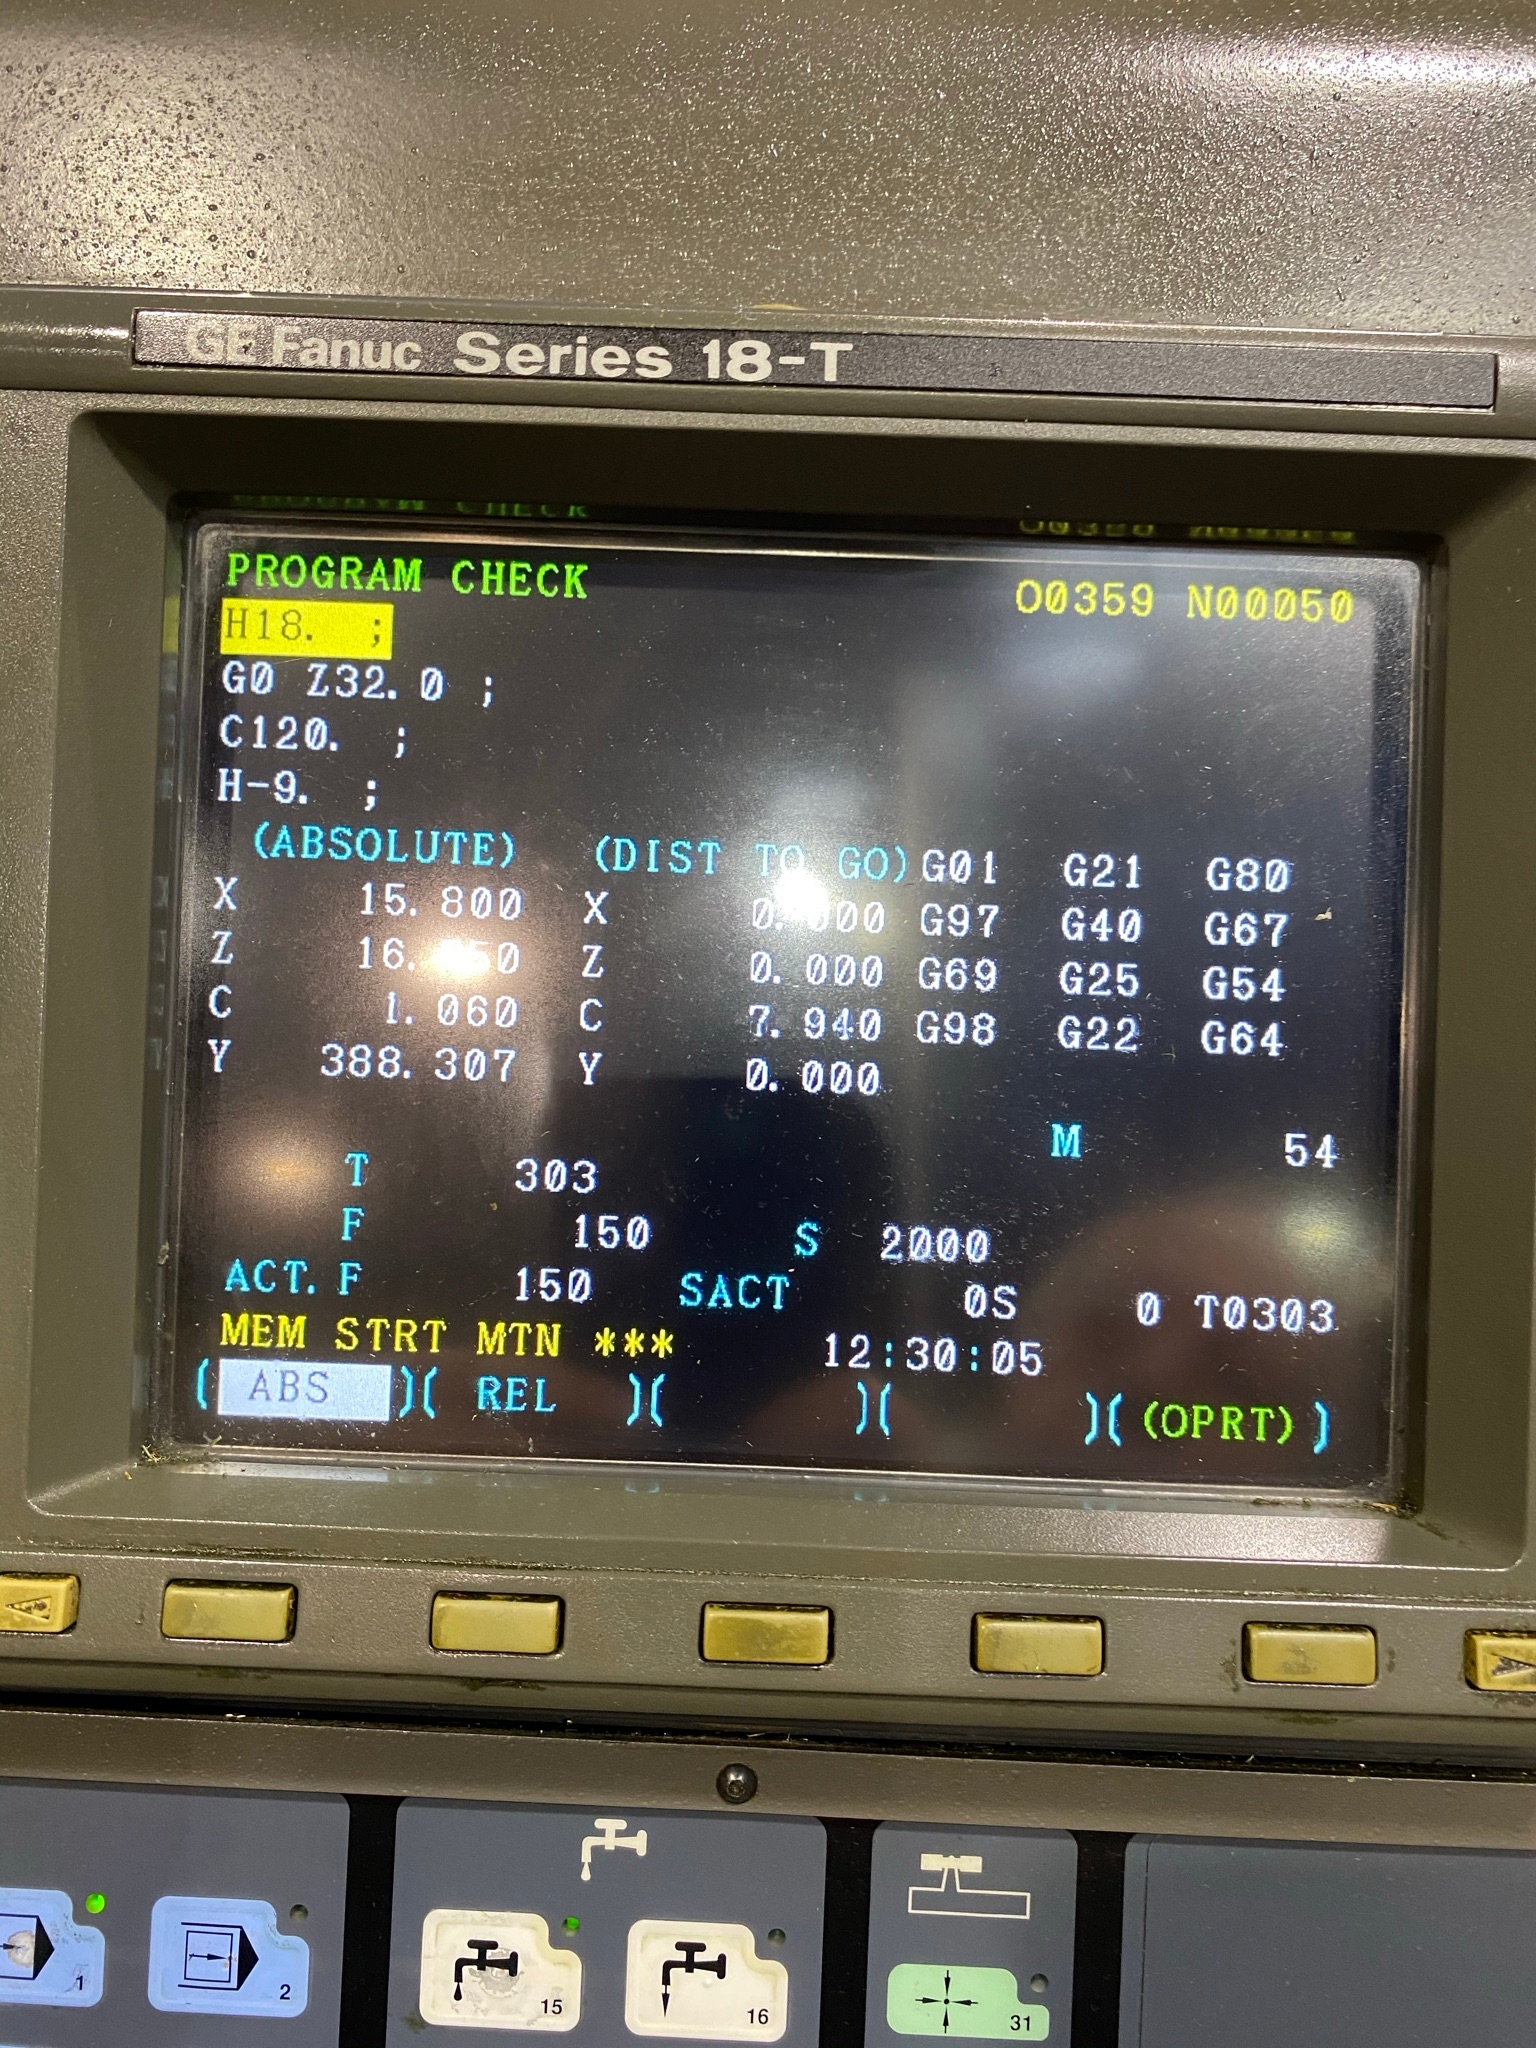 GE Fanuc Series 18-T
PROGRAM CHECK O0359 N00050
H18. ;
G0 Z32.0 ;
C120. ;
H-9. ;
(ABSOLUTE) (DIST TO GO) G01 G21 G80
X 15.800 X 0.000 G97 G40 G67
Z Z 0.000 G69 G25 G54
C 1.060 C 7.940 G98 G22 G64
Y 388.307 Y 0.000
M 54
T 303
F 150 S 2000
ACT.F 150 SACT 0S 0 T0303
MEM STRT MTN ***
12:30:05
( ABS )( REL )( )( )( (OPRT) )
1
2
15
16
31